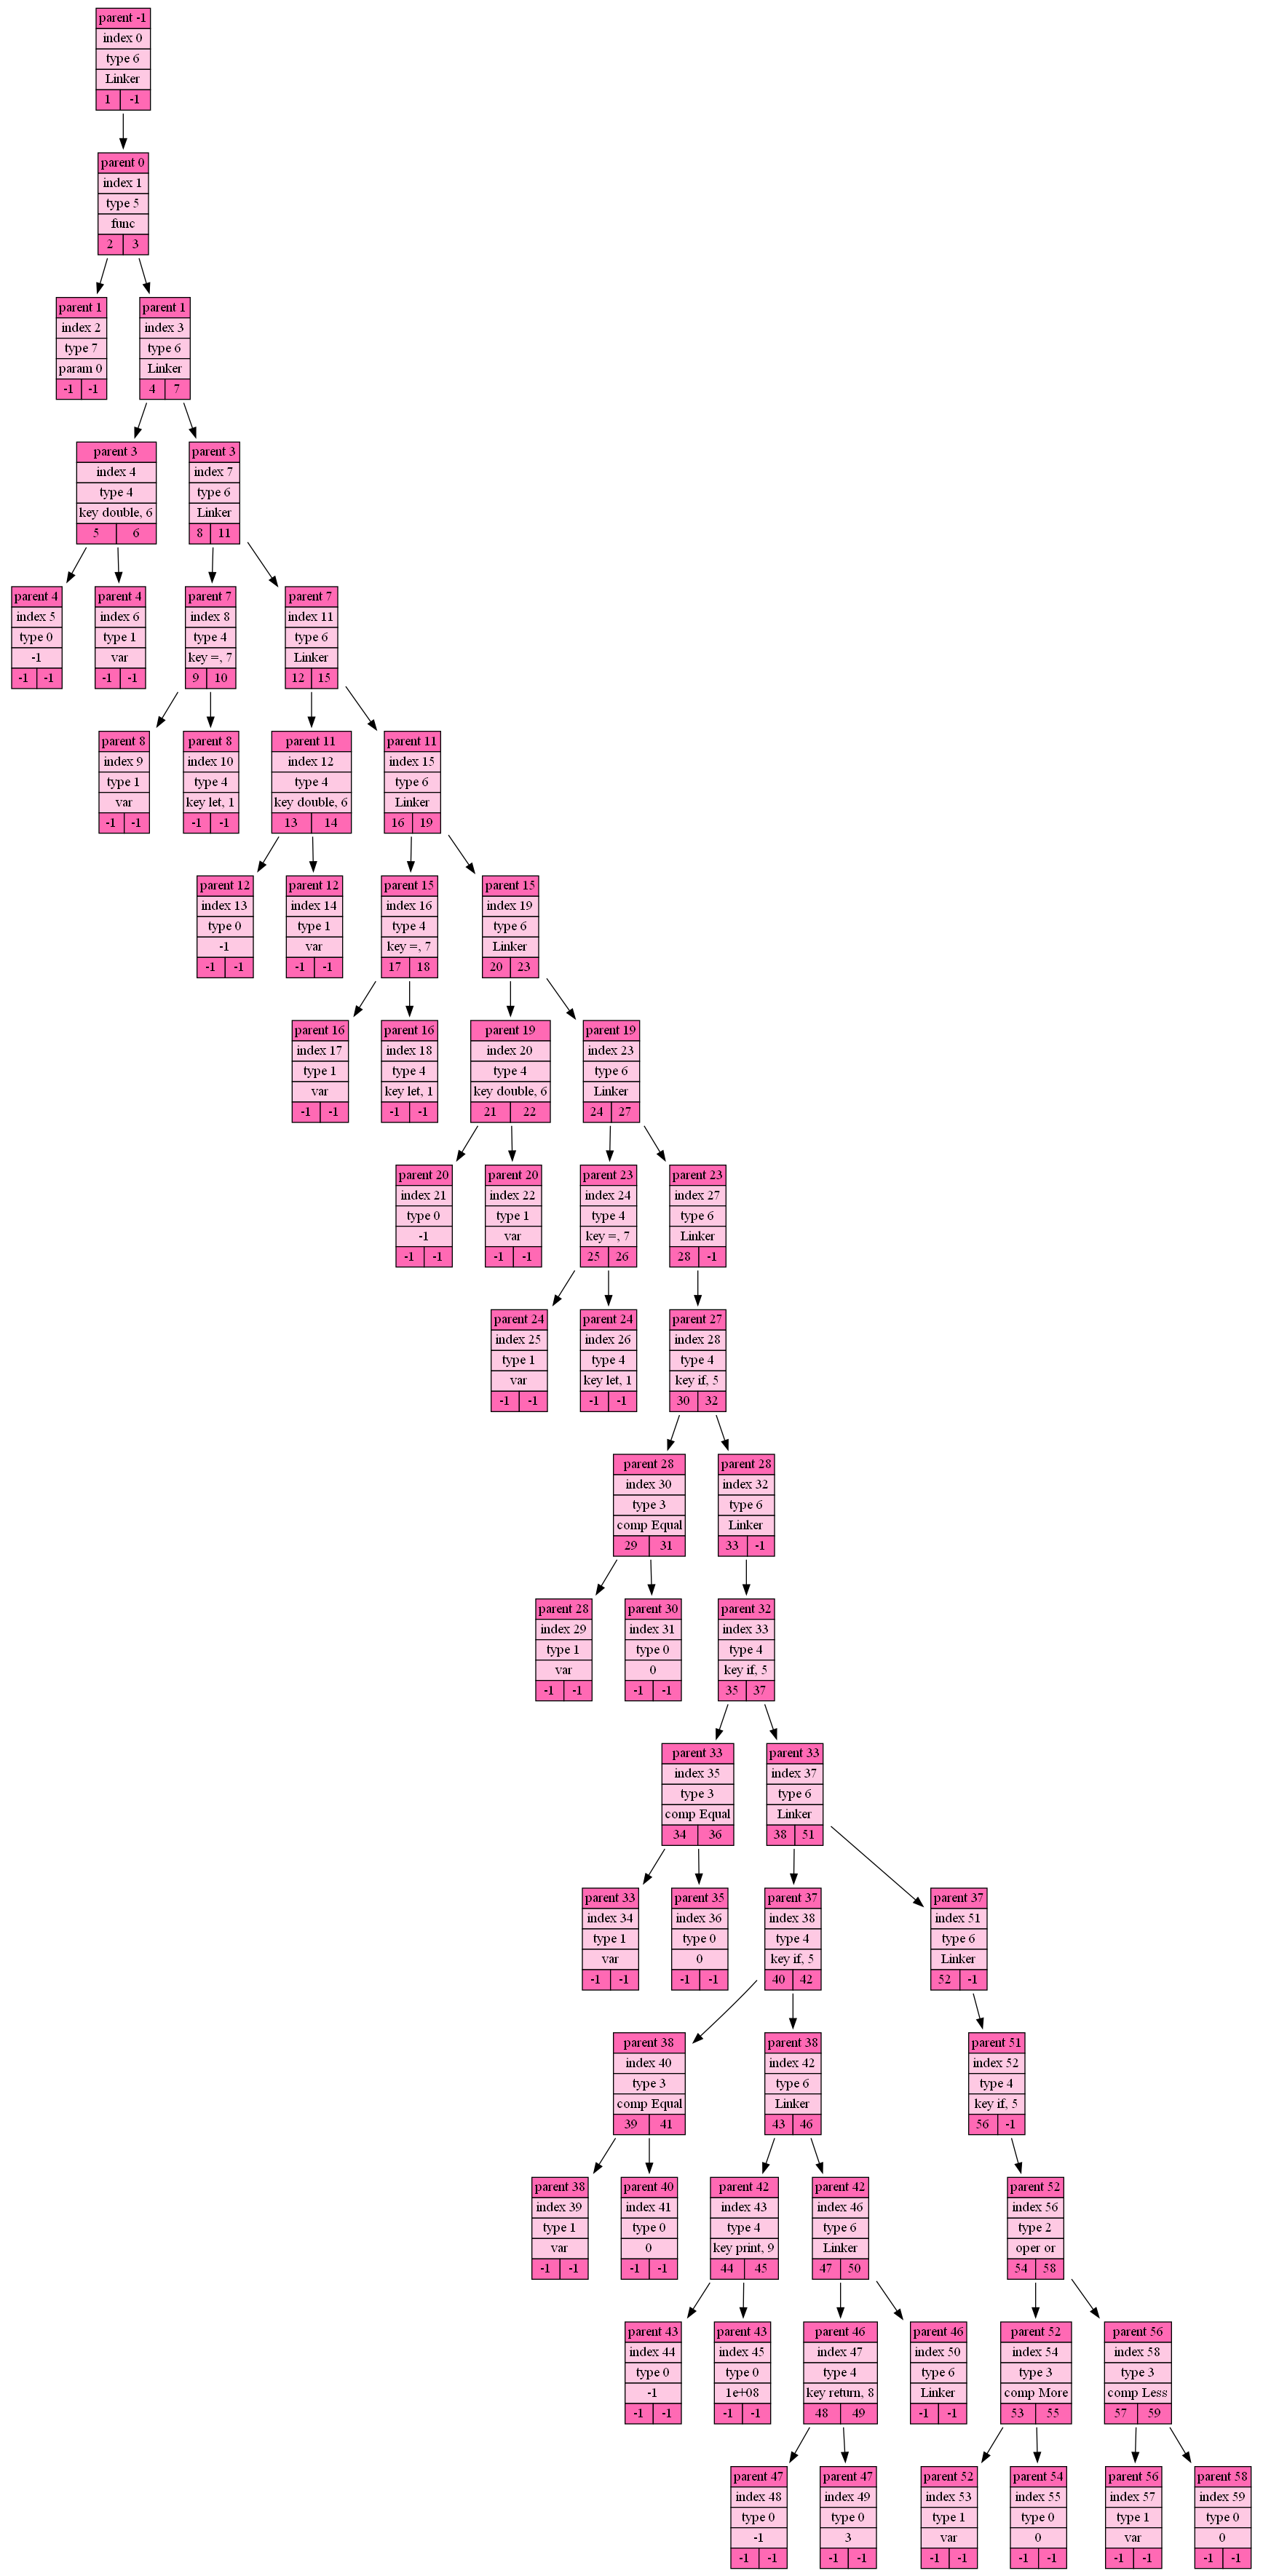 parent -1
index 0
type 6
Linker
1 -1
parent 0
index 1
type 5
func
2 3
parent 1
index 2
type 7
param 0
-1 -1
parent 1
index 3
type 6
Linker
4 7
parent 3
index 4
type 4
key double, 6
5 6
parent 3
index 7
type 6
Linker
8 11
parent 4
index 5
type 0
-1
-1 -1
parent 4
index 6
type 1
var
-1 -1
parent 7
index 8
type 4
key =, 7
9 10
parent 7
index 11
type 6
Linker
12 15
parent 8
index 9
type 1
var
-1 -1
parent 8
index 10
type 4
key let, 1
-1 -1
parent 11
index 12
type 4
key double, 6
13 14
parent 11
index 15
type 6
Linker
16 19
parent 12
index 13
type 0
-1
-1 -1
parent 12
index 14
type 1
var
-1 -1
parent 15
index 16
type 4
key =, 7
17 18
parent 15
index 19
type 6
Linker
20 23
parent 16
index 17
type 1
var
-1 -1
parent 16
index 18
type 4
key let, 1
-1 -1
parent 19
index 20
type 4
key double, 6
21 22
parent 19
index 23
type 6
Linker
24 27
parent 20
index 21
type 0
-1
-1 -1
parent 20
index 22
type 1
var
-1 -1
parent 23
index 24
type 4
key =, 7
25 26
parent 23
index 27
type 6
Linker
28 -1
parent 24
index 25
type 1
var
-1 -1
parent 24
index 26
type 4
key let, 1
-1 -1
parent 27
index 28
type 4
key if, 5
30 32
parent 28
index 30
type 3
comp Equal
29 31
parent 28
index 32
type 6
Linker
33 -1
parent 28
index 29
type 1
var
-1 -1
parent 30
index 31
type 0
0
-1 -1
parent 32
index 33
type 4
key if, 5
35 37
parent 33
index 35
type 3
comp Equal
34 36
parent 33
index 37
type 6
Linker
38 51
parent 33
index 34
type 1
var
-1 -1
parent 35
index 36
type 0
0
-1 -1
parent 37
index 38
type 4
key if, 5
40 42
parent 37
index 51
type 6
Linker
52 -1
parent 38
index 40
type 3
comp Equal
39 41
parent 38
index 42
type 6
Linker
43 46
parent 51
index 52
type 4
key if, 5
56 -1
parent 38
index 39
type 1
var
-1 -1
parent 40
index 41
type 0
0
-1 -1
parent 42
index 43
type 4
key print, 9
44 45
parent 42
index 46
type 6
Linker
47 50
parent 52
index 56
type 2
oper or
54 58
parent 43
index 44
type 0
-1
-1 -1
parent 43
index 45
type 0
1e+08
-1 -1
parent 46
index 47
type 4
key return, 8
48 49
parent 46
index 50
type 6
Linker
-1 -1
parent 52
index 54
type 3
comp More
53 55
parent 56
index 58
type 3
comp Less
57 59
parent 47
index 48
type 0
-1
-1 -1
parent 47
index 49
type 0
3
-1 -1
parent 52
index 53
type 1
var
-1 -1
parent 54
index 55
type 0
0
-1 -1
parent 56
index 57
type 1
var
-1 -1
parent 58
index 59
type 0
0
-1 -1